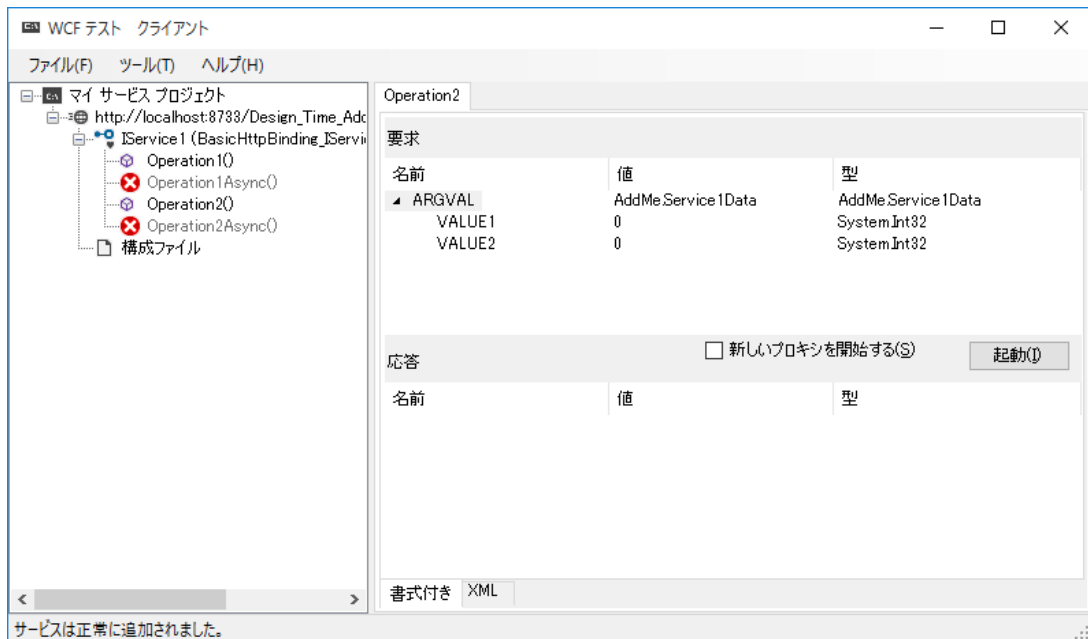 WCF テスト クライアント
ファイル(F) ツール(T) ヘルプ(H)
マイ サービス プロジェクト
http://localhost:8733/Design_Time_Add
IService1 (BasicHttpBinding_IServi
Operation1()
Operation1Async()
Operation2()
Operation2Async()
構成ファイル
Operation2
要求
名前 値 型
ARGVAL AddMe.Service1Data AddMe.Service1Data
VALUE1 0 System.Int32
VALUE2 0 System.Int32
応答 新しいプロキシを開始する(S) 起動(I)
名前 値 型
書式付き XML
サービスは正常に追加されました。